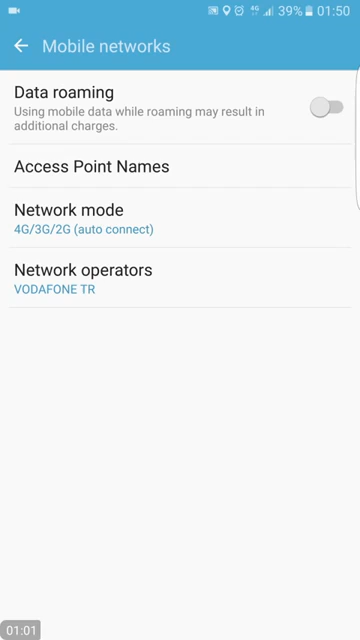 4G 39% 01:50
Mobile networks
Data roaming
Using mobile data while roaming may result in
additional charges.
Access Point Names
Network mode
4G/3G/2G (auto connect)
Network operators
VODAFONE TR
01:01